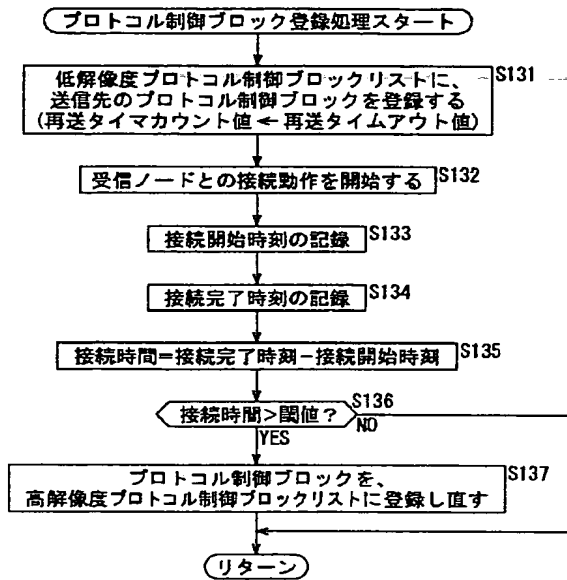 プロトコル制御ブロック登録処理スタート
S131
低解像度プロトコル制御ブロックリストに、
送信先のプロトコル制御ブロックを登録する
(再送タイマカウント値←再送タイムアウト値)
受信ノードとの接続動作を開始する
S132
接続開始時刻の記録
S133
接続完了時刻の記録
S134
接続時間=接続完了時刻-接続開始時刻
S135
接続時間>閾値?
S136
NO
YES
プロトコル制御ブロックを、
高解像度プロトコル制御ブロックリストに登録し直す
S137
リターン